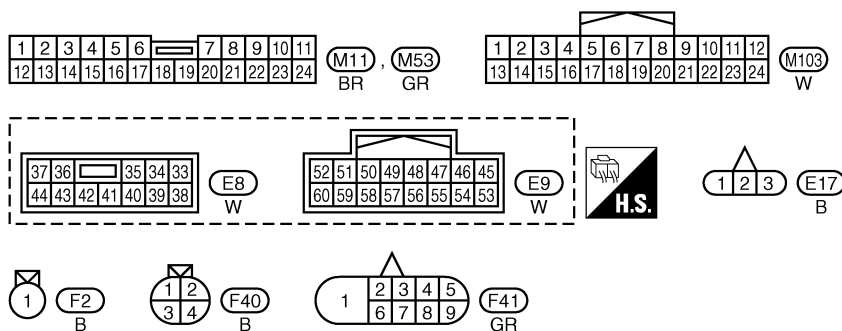 1 2 3 4 5 6 7 8 9 10 11
12 13 14 15 16 17 18 19 20 21 22 23 24
M11 , M53
BR GR
1 2 3 4 5 6 7 8 9 10 11 12
13 14 15 16 17 18 19 20 21 22 23 24
M103
W
37 36 35 34 33
44 43 42 41 40 39 38
E8
W
52 51 50 49 48 47 46 45
60 59 58 57 56 55 54 53
E9
W
H.S.
1 2 3
E17
B
1
F2
B
1 2
3 4
F40
B
1 2 3 4 5
6 7 8 9
F41
GR